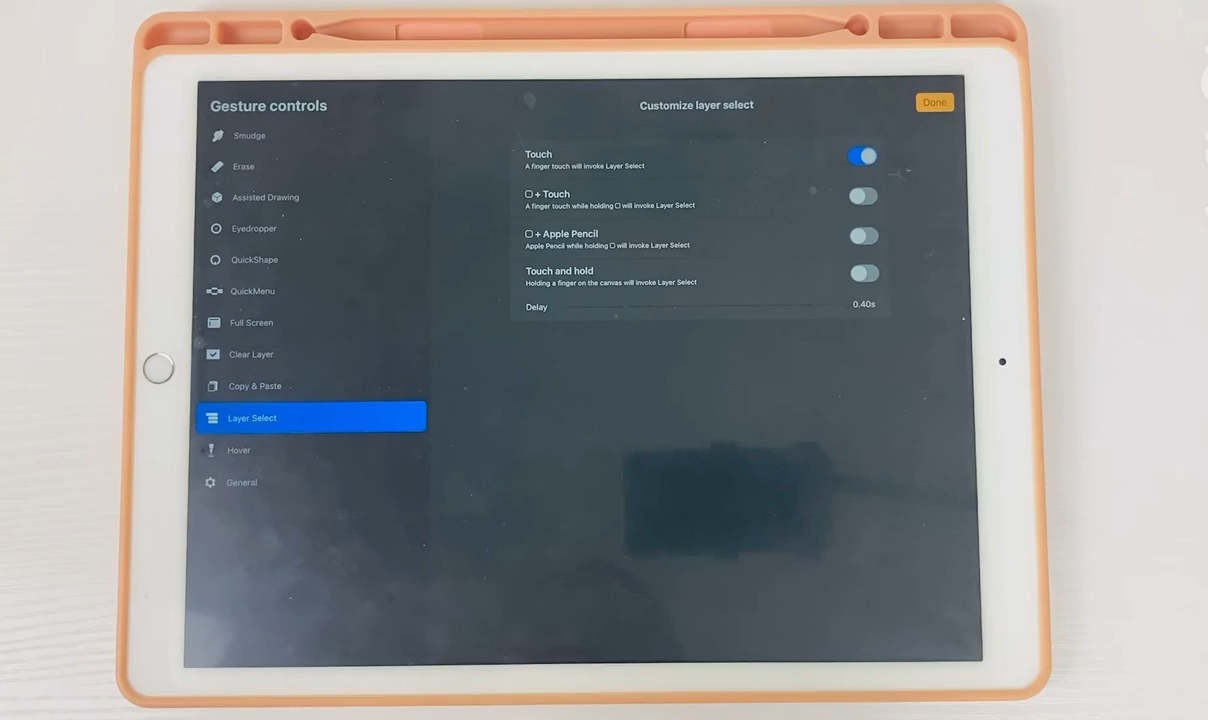 Gesture controls
Customize layer select
Done
Smudge
Erase
Assisted Drawing
Eyedropper
QuickShape
QuickMenu
Full Screen
Clear Layer
Copy & Paste
Layer Select
Hover
General
Touch
A finger touch will invoke Layer Select
▢ + Touch
A finger touch while holding ▢ will invoke Layer Select
▢ + Apple Pencil
Apple Pencil while holding ▢ will invoke Layer Select
Touch and hold
Holding a finger on the canvas will invoke Layer Select
Delay 0.40s